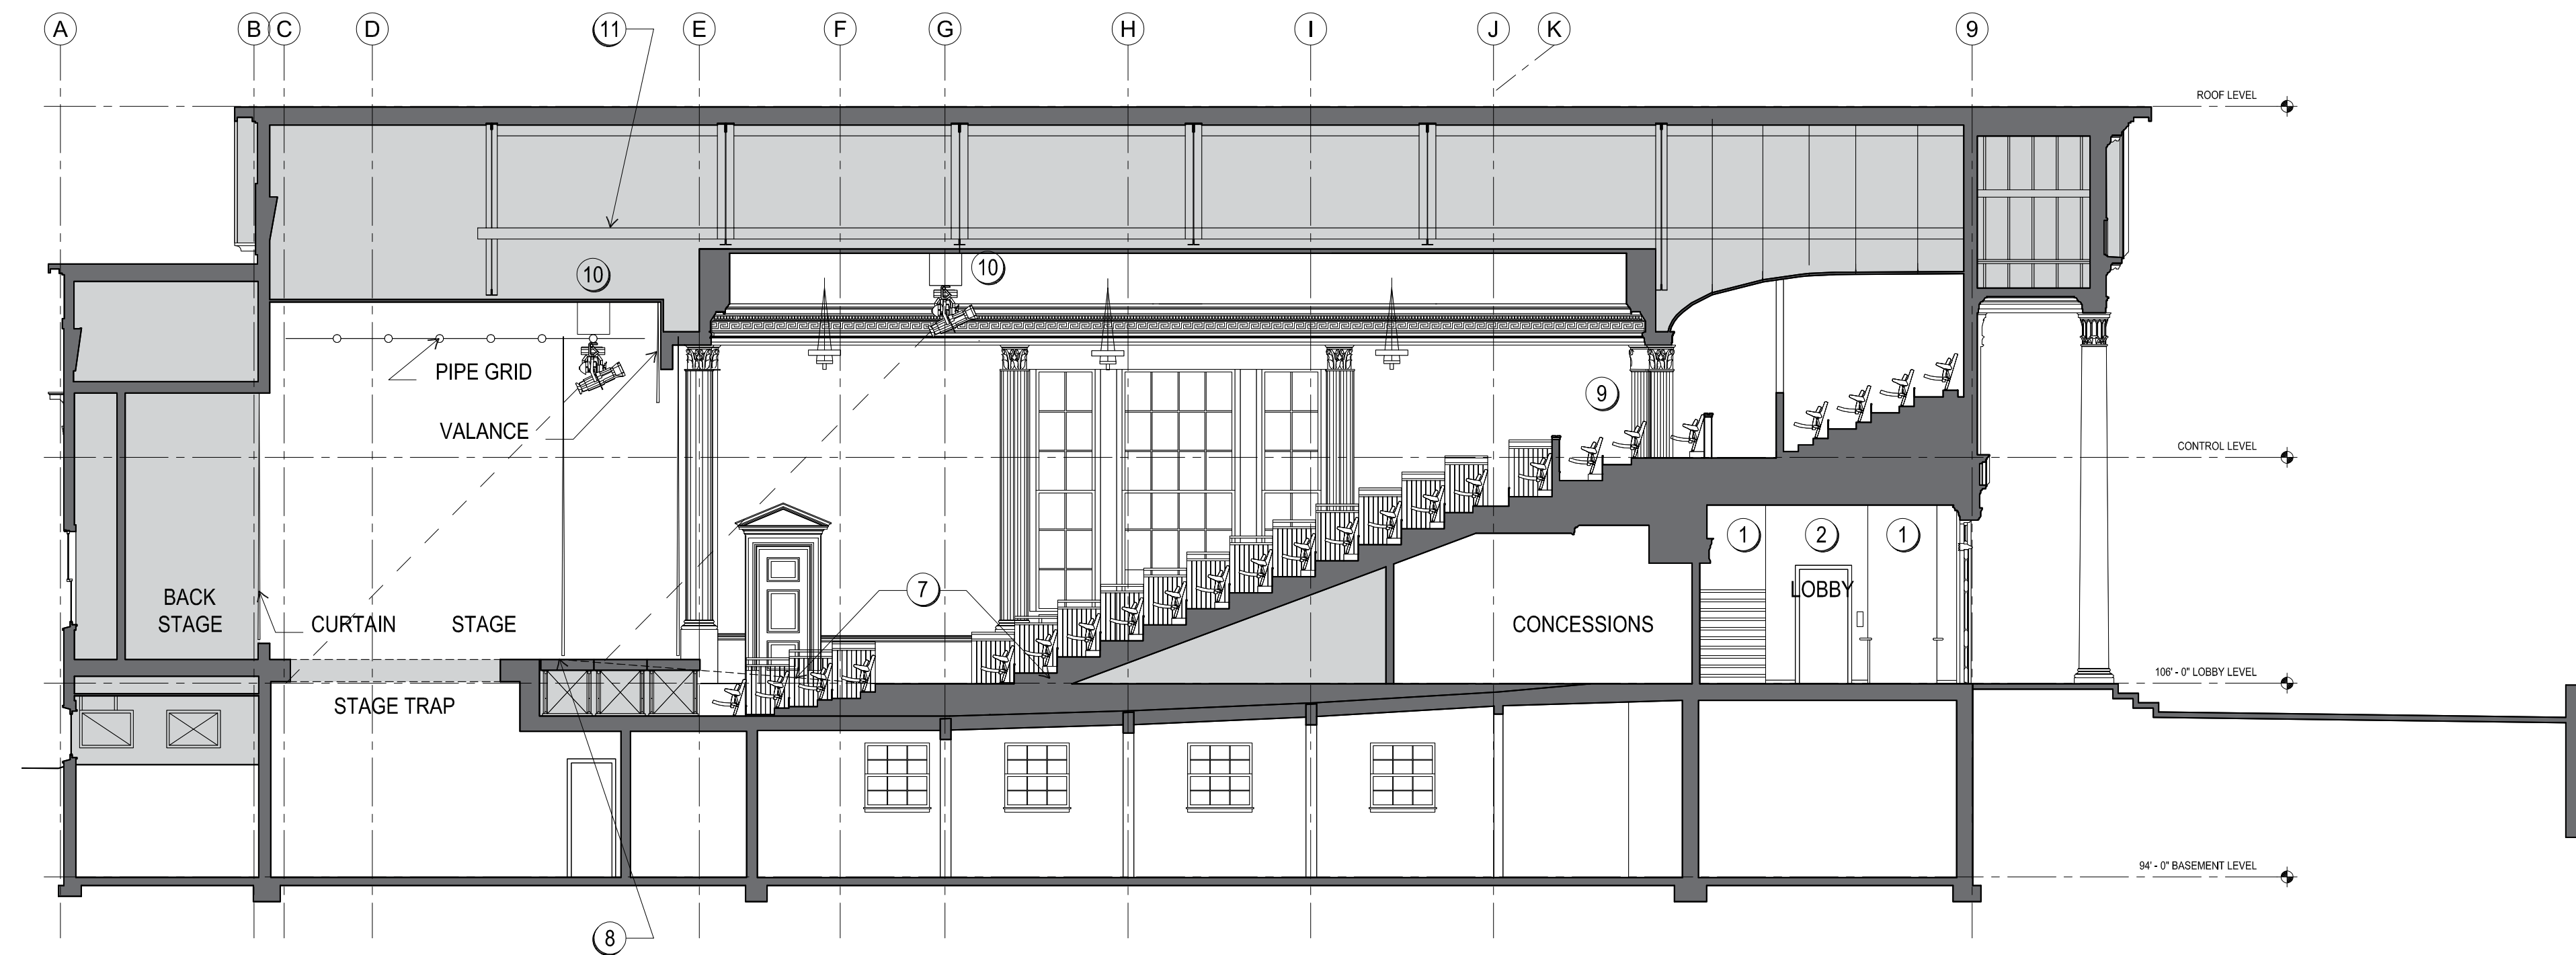 A
B
C
D
11
E
F
G
H
I
J
K
9
ROOF LEVEL
10
10
PIPE GRID
VALANCE
9
CONTROL LEVEL
1
2
1
7
LOBBY
BACK
STAGE
CURTAIN
STAGE
CONCESSIONS
106' - 0" LOBBY LEVEL
STAGE TRAP
94' - 0" BASEMENT LEVEL
8